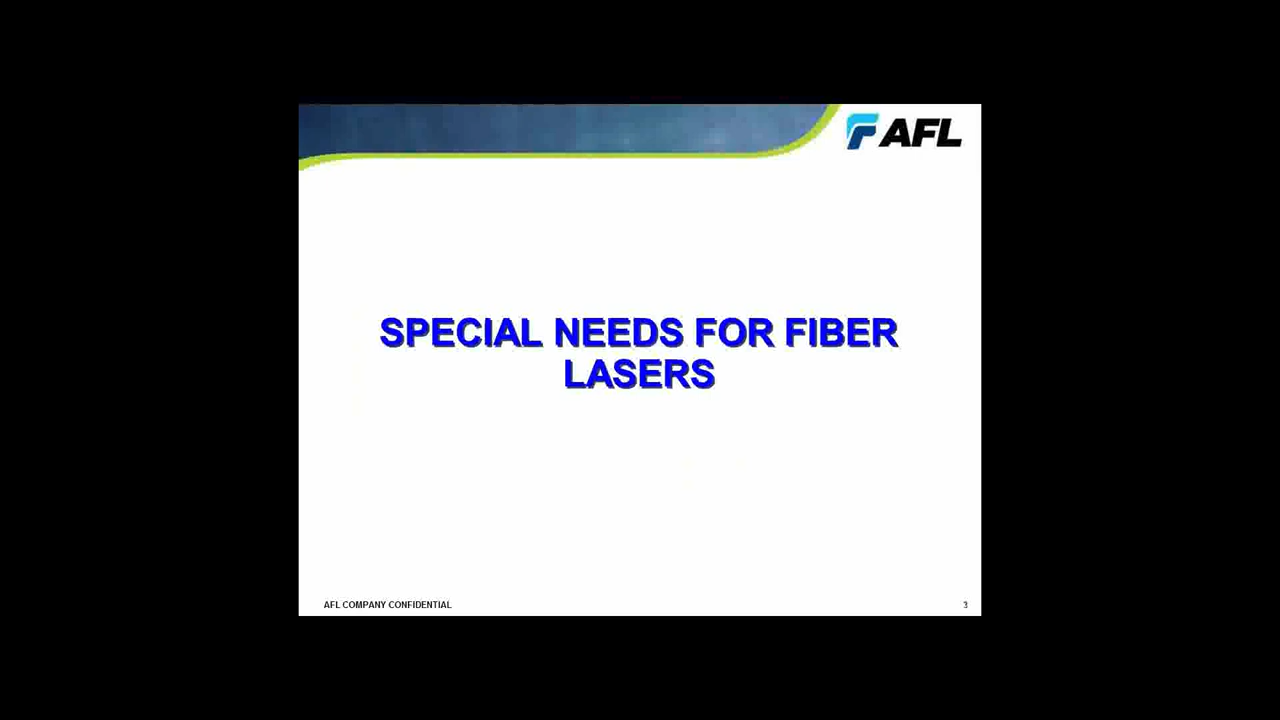 AFL
SPECIAL NEEDS FOR FIBER
LASERS
AFL COMPANY CONFIDENTIAL
3